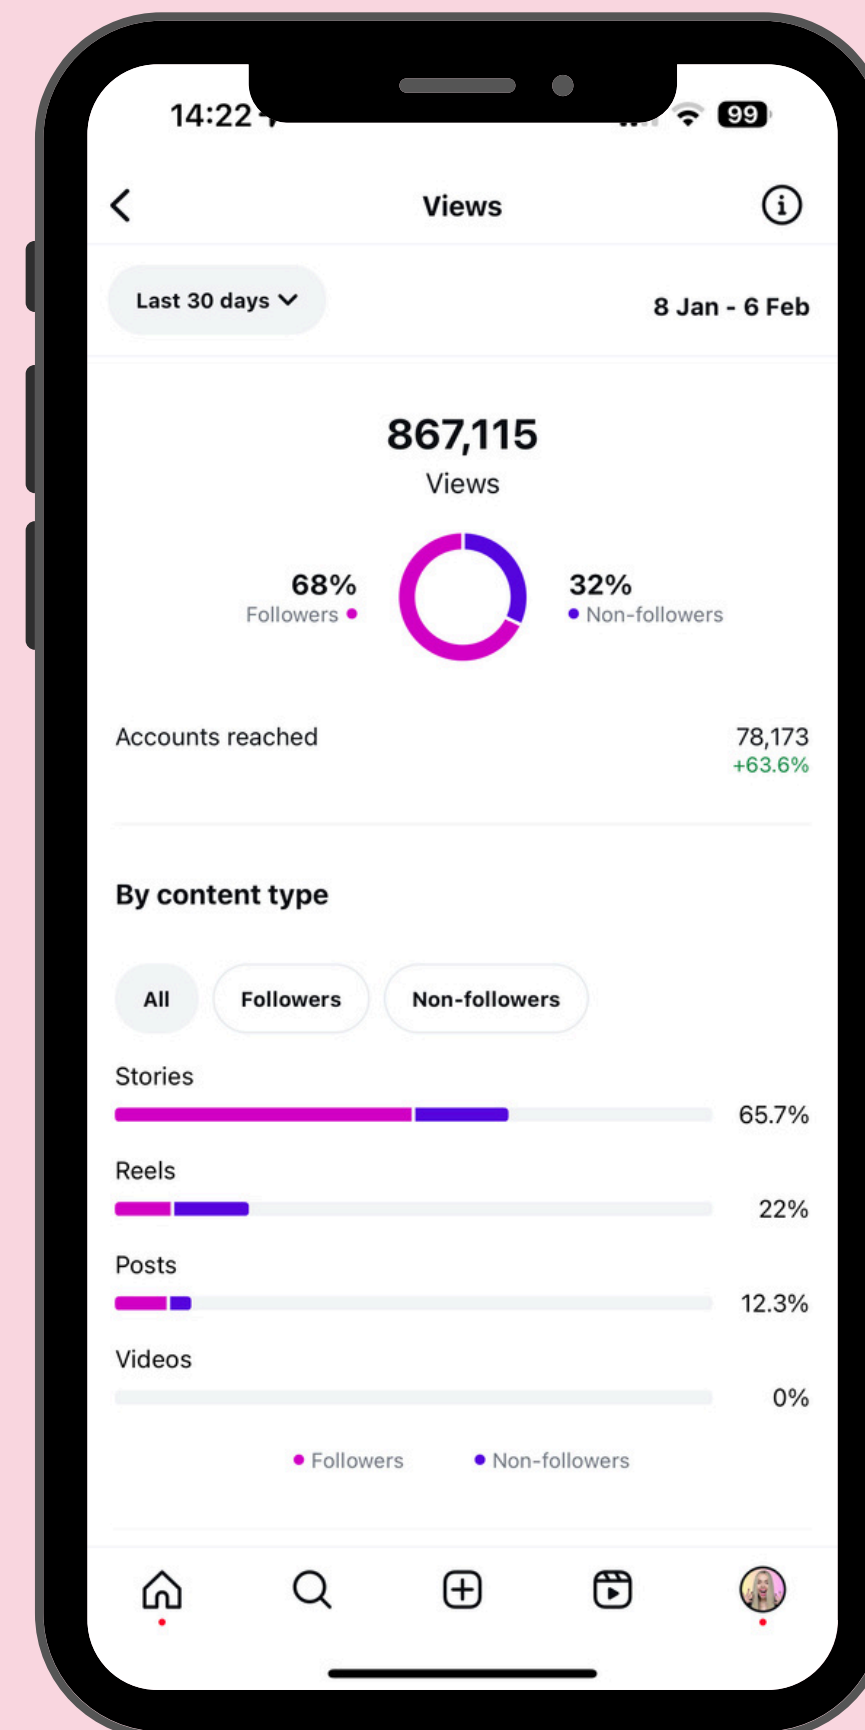 14:22
99
Views
Last 30 days
8 Jan - 6 Feb
867,115
Views
68%
Followers
32%
Non-followers
Accounts reached
78,173
+63.6%
By content type
All Followers Non-followers
Stories
65.7%
Reels
22%
Posts
12.3%
Videos
0%
Followers Non-followers